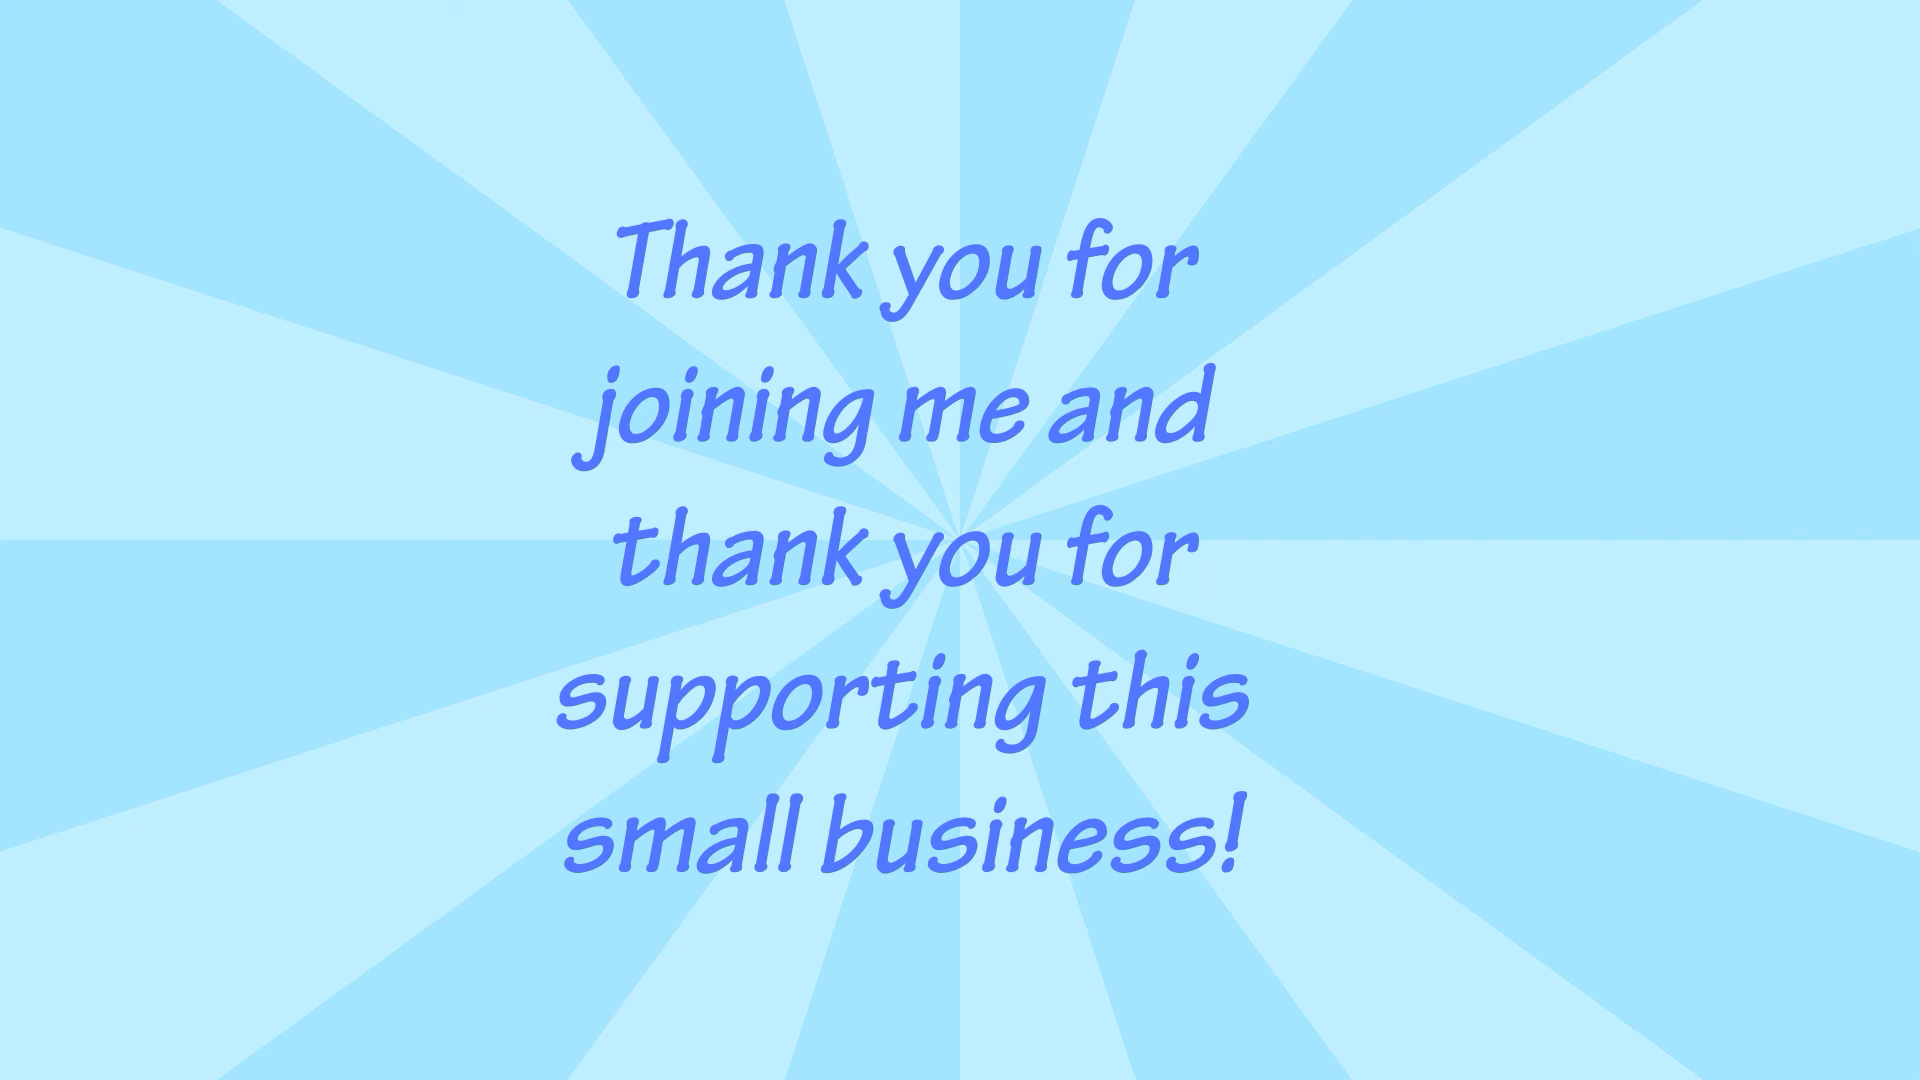 Thank you for
joining me and
thank you for
supporting this
small business!